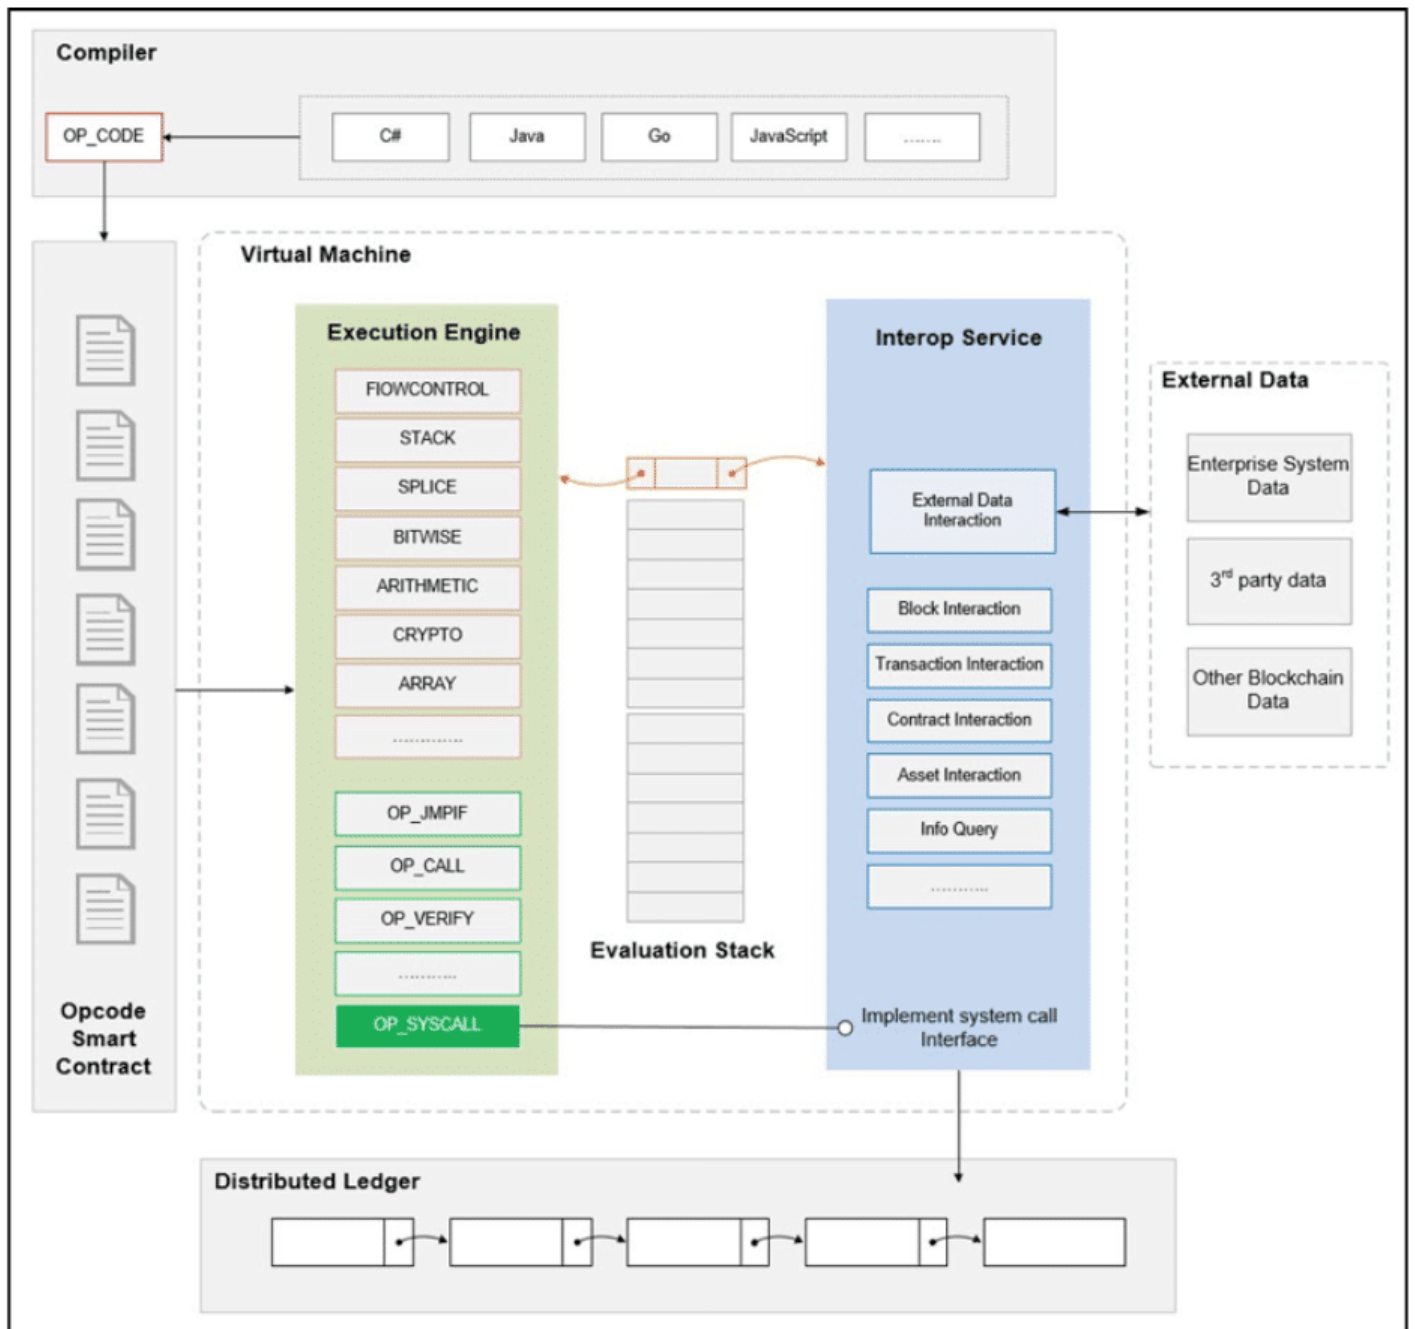 Compiler
OP_CODE
C#
Java
Go
JavaScript
.......
Virtual Machine
Execution Engine
FIOWCONTROL
STACK
SPLICE
BITWISE
ARITHMETIC
CRYPTO
ARRAY
.............
OP_JMPIF
OP_CALL
OP_VERIFY
...........
OP_SYSCALL
Evaluation Stack
Interop Service
External Data
Interaction
Block Interaction
Transaction Interaction
Contract Interaction
Asset Interaction
Info Query
...........
Implement system call
Interface
External Data
Enterprise System
Data
3rd party data
Other Blockchain
Data
Opcode
Smart
Contract
Distributed Ledger